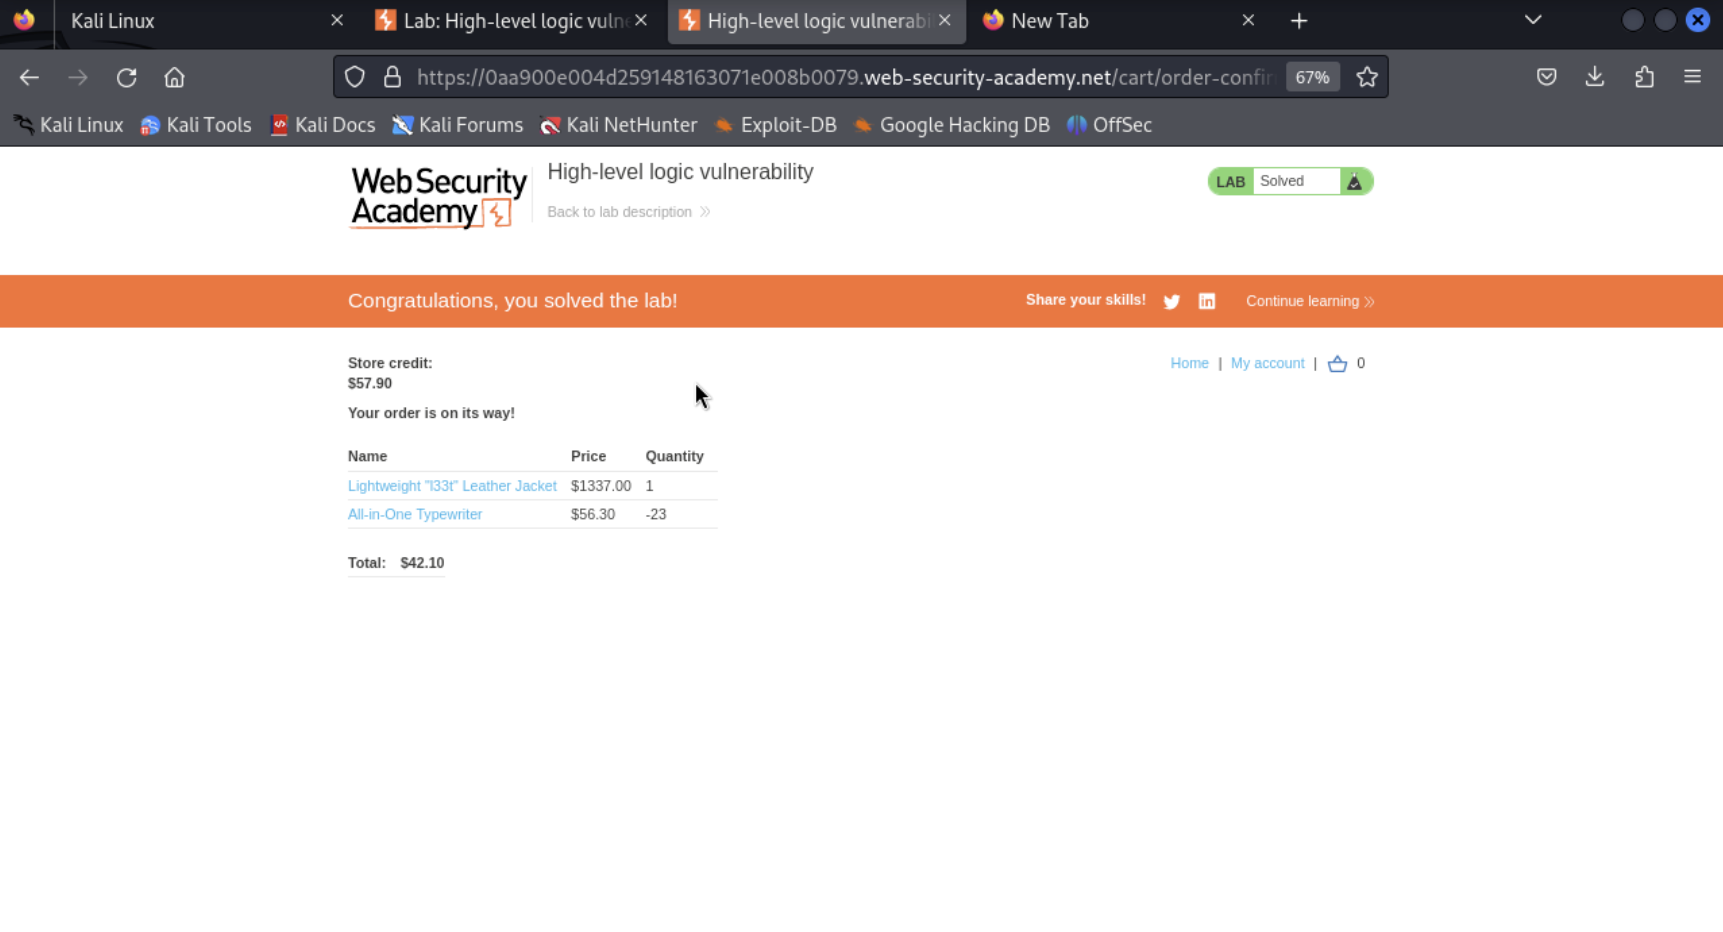 Kali Linux
Lab: High-level logic vulne
High-level logic vulnerabi
New Tab
https://0aa900e004d259148163071e008b0079.web-security-academy.net/cart/order-confir
67%
Kali Linux
Kali Tools
Kali Docs
Kali Forums
Kali NetHunter
Exploit-DB
Google Hacking DB
OffSec
Web Security
Academy
High-level logic vulnerability
Back to lab description
LAB Solved
Congratulations, you solved the lab!
Share your skills!
Continue learning
Store credit:
$57.90
Home | My account | 0
Your order is on its way!
Name Price Quantity
Lightweight "l33t" Leather Jacket $1337.00 1
All-in-One Typewriter $56.30 -23
Total: $42.10